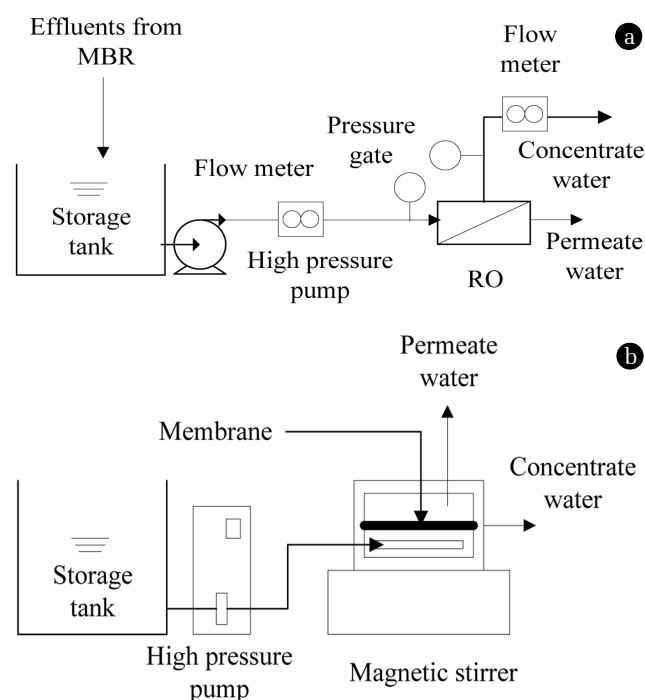 Effluents from
MBR
Flow
meter
a
Pressure
gate
Flow meter
Concentrate
water
Storage
tank
High pressure
pump
Permeate
water
RO
b
Permeate
water
Membrane
Concentrate
water
Storage
tank
High pressure
pump
Magnetic stirrer